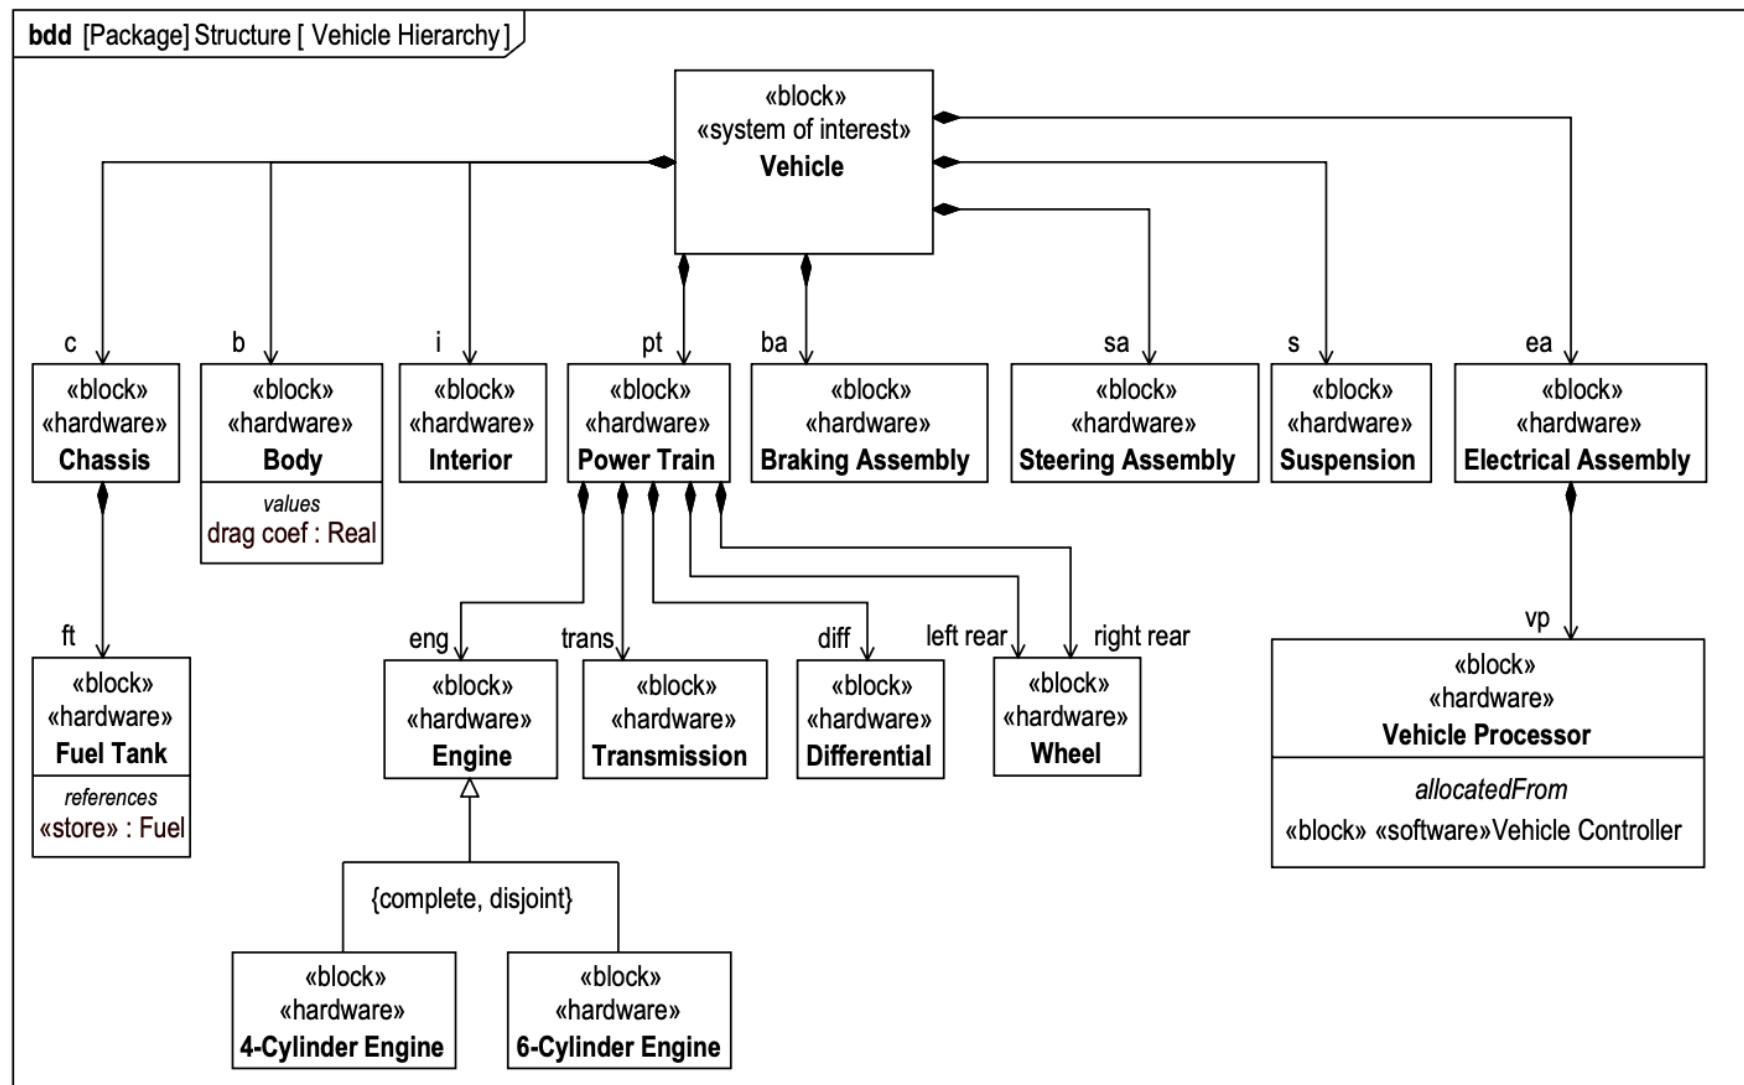 bdd [Package] Structure [ Vehicle Hierarchy ]
«block»
«system of interest»
Vehicle
c
b
i
pt
ba
sa
s
ea
«block»
«hardware»
Chassis
«block»
«hardware»
Body
values
drag coef : Real
«block»
«hardware»
Interior
«block»
«hardware»
Power Train
«block»
«hardware»
Braking Assembly
«block»
«hardware»
Steering Assembly
«block»
«hardware»
Suspension
«block»
«hardware»
Electrical Assembly
ft
eng
trans
diff
left rear
right rear
vp
«block»
«hardware»
Fuel Tank
references
«store» : Fuel
«block»
«hardware»
Engine
«block»
«hardware»
Transmission
«block»
«hardware»
Differential
«block»
«hardware»
Wheel
«block»
«hardware»
Vehicle Processor
allocatedFrom
«block» «software»Vehicle Controller
{complete, disjoint}
«block»
«hardware»
4-Cylinder Engine
«block»
«hardware»
6-Cylinder Engine